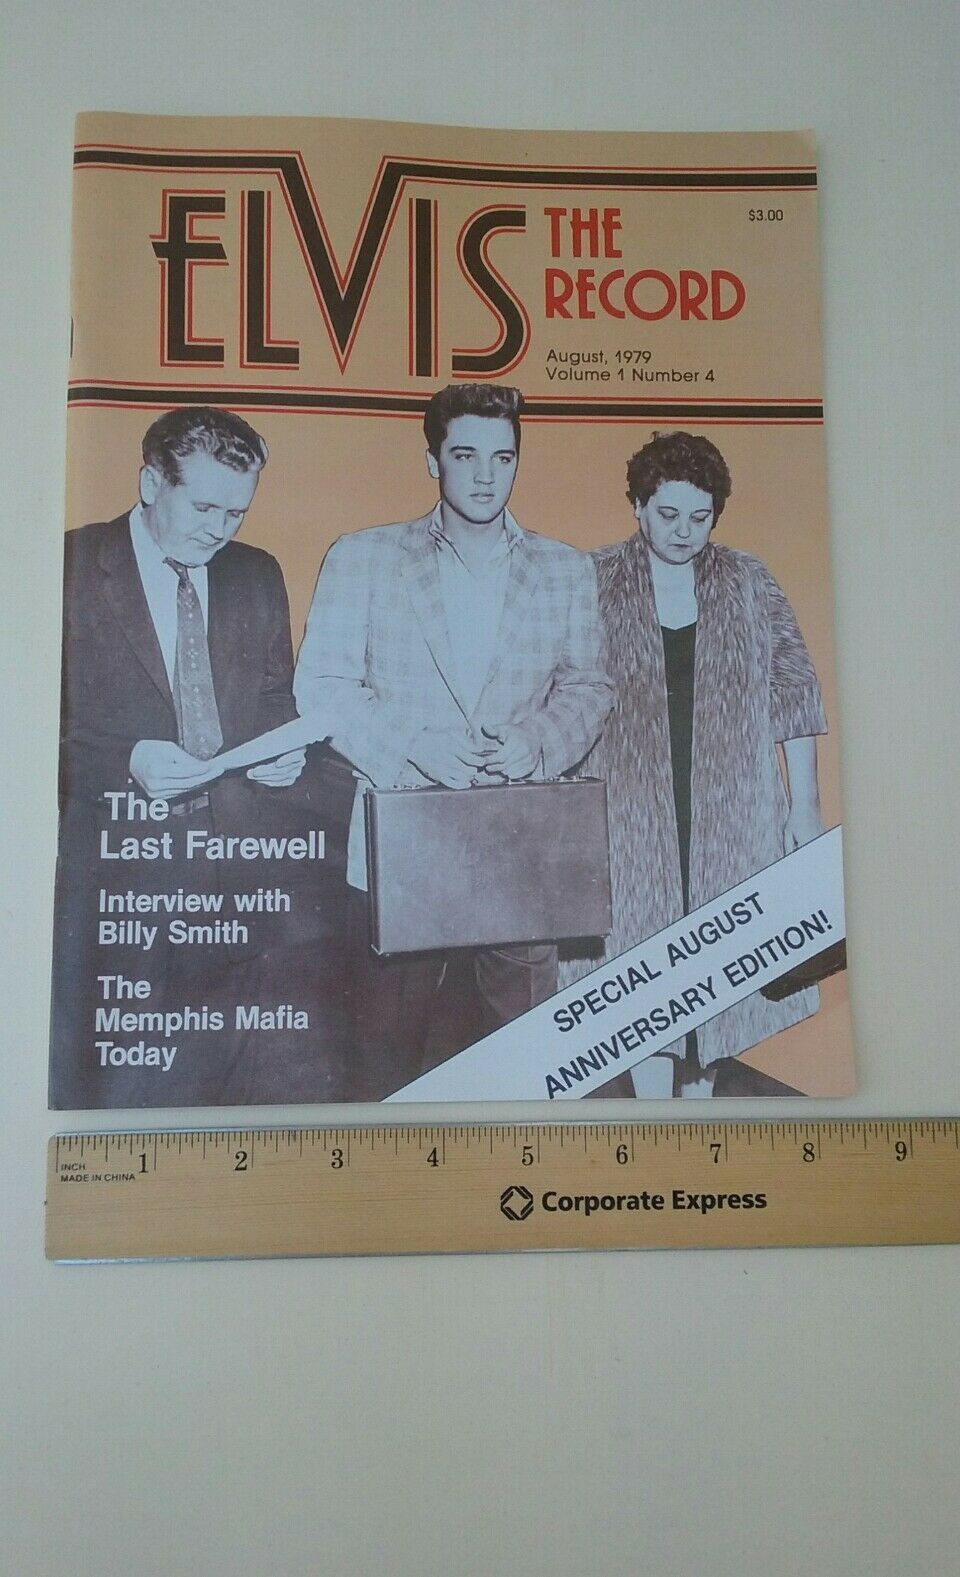 ELVIS
THE
RECORD
$3.00
August, 1979
Volume 1 Number 4
The
Last Farewell
Interview with
Billy Smith
The
Memphis Mafia
Today
SPECIAL AUGUST
ANNIVERSARY EDITION!
1 2 3 4 5 6 7 8 9
INCH
MADE IN CHINA
Corporate Express